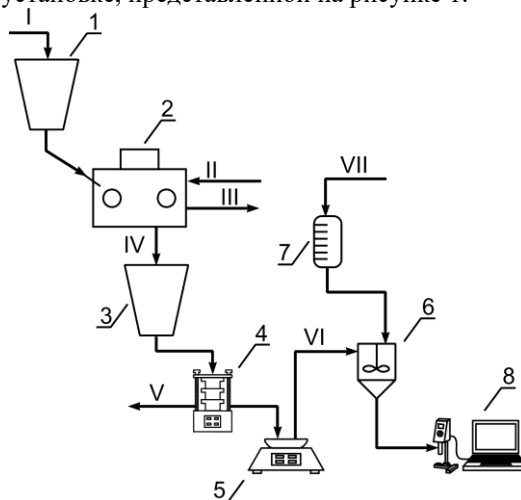 установке, представленной на рисунке 1.
I
1
2
II
VII
III
IV
7
3
4
VI
6
V
8
5